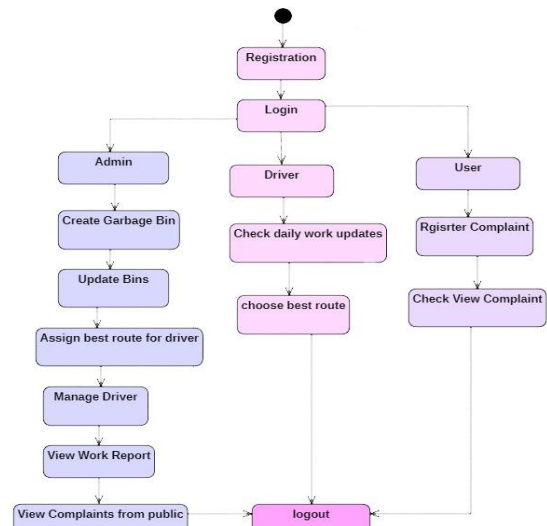 Registration
Login
Admin
Driver
User
Create Garbage Bin
Check daily work updates
Rgisrter Complaint
Update Bins
choose best route
Check View Complaint
Assign best route for driver
Manage Driver
View Work Report
View Complaints from public
logout